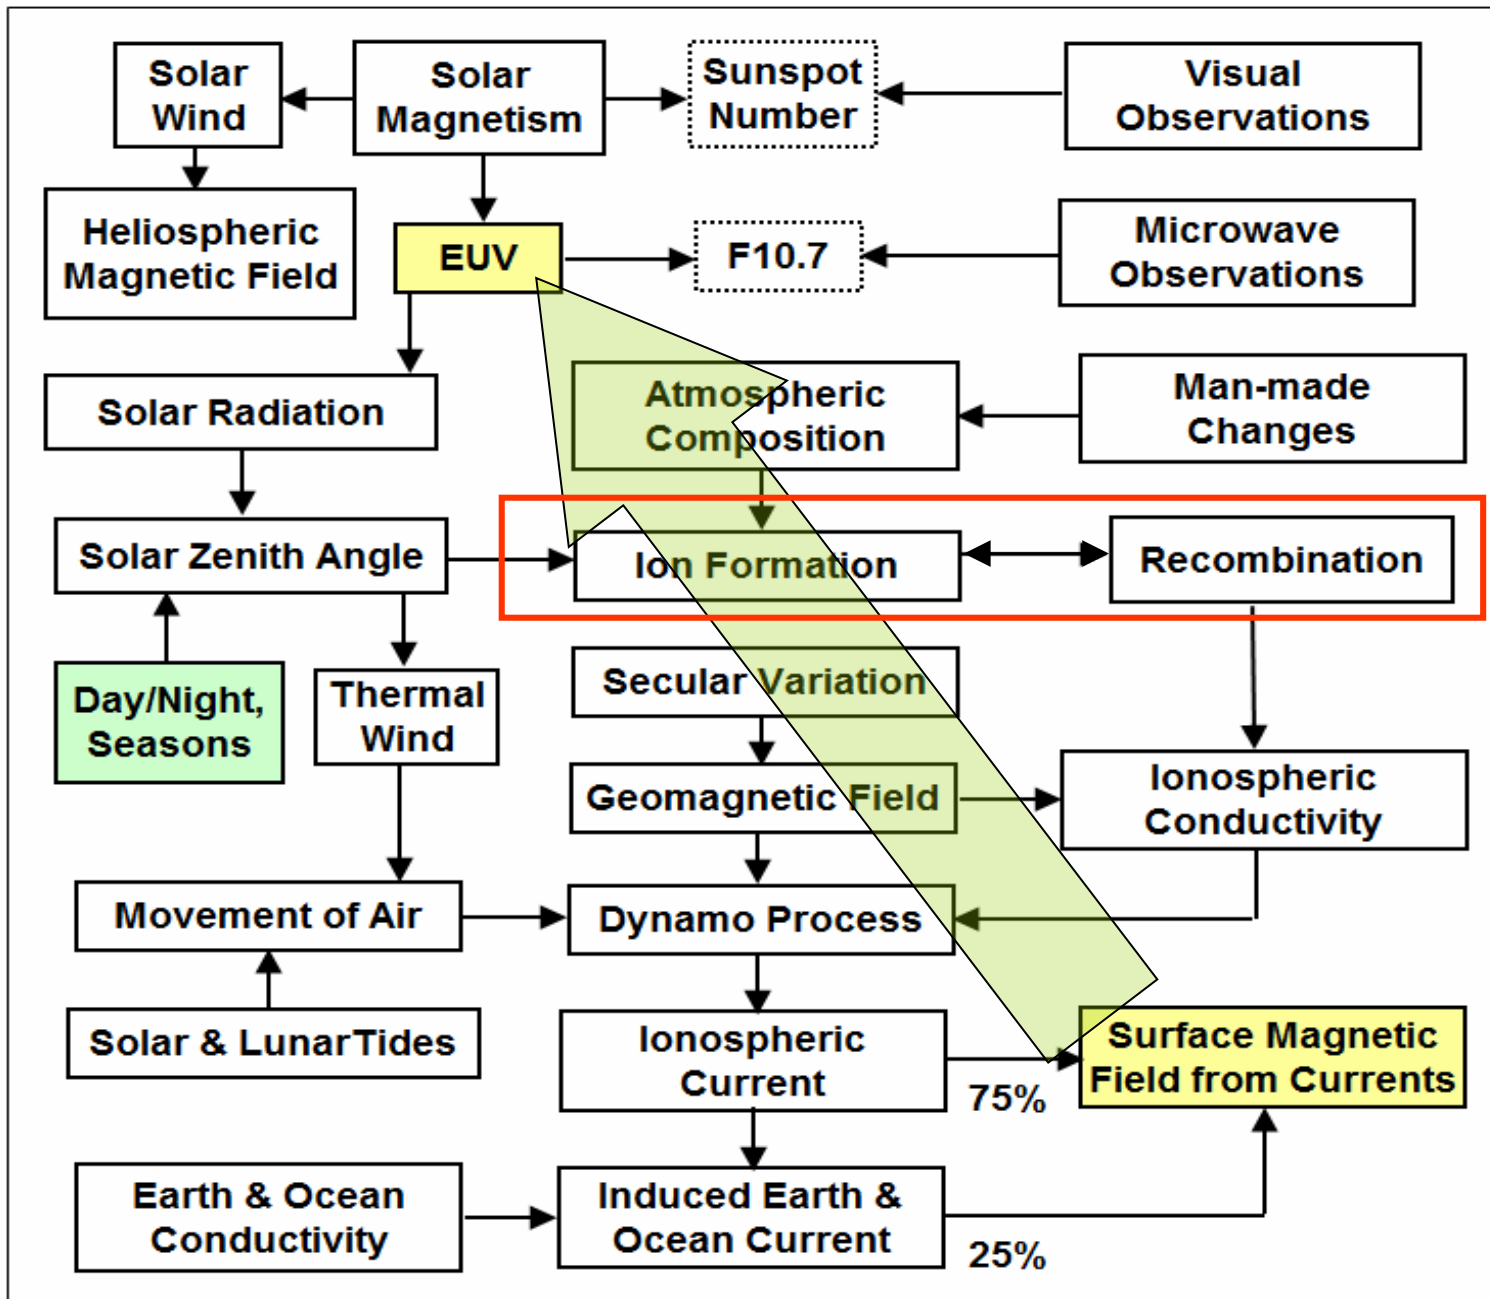 Solar
Wind
Solar
Magnetism
Sunspot
Number
Visual
Observations
Heliospheric
Magnetic Field
EUV
F10.7
Microwave
Observations
Solar Radiation
Atmospheric
Composition
Man-made
Changes
Solar Zenith Angle
Ion Formation
Recombination
Day/Night,
Seasons
Thermal
Wind
Secular Variation
Geomagnetic Field
Ionospheric
Conductivity
Movement of Air
Dynamo Process
Solar & Lunar Tides
Ionospheric
Current
75%
Surface Magnetic
Field from Currents
Earth & Ocean
Conductivity
Induced Earth &
Ocean Current
25%